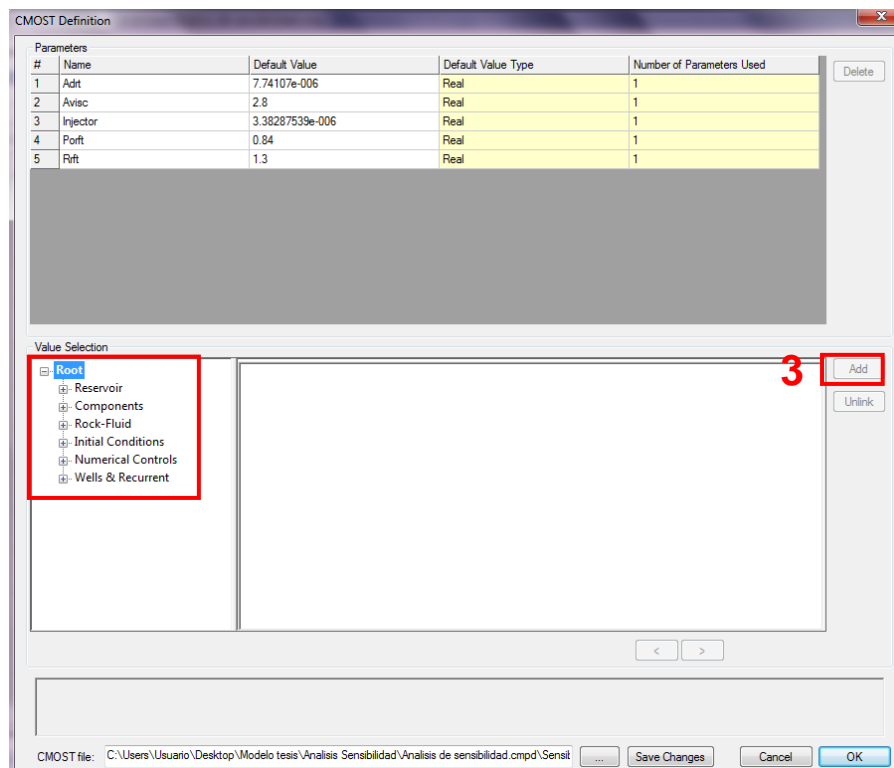 CMOST Definition
Parameters
# Name Default Value Default Value Type Number of Parameters Used
Delete
1 Adrt 7.74107e-006 Real 1
2 Avisc 2.8 Real 1
3 Injector 3.38287539e-006 Real 1
4 Porft 0.84 Real 1
5 Rrft 1.3 Real 1
Value Selection
Root
Reservoir
Components
Rock-Fluid
Initial Conditions
Numerical Controls
Wells & Recurrent
3 Add
Unlink
< >
CMOST file: C:\Users\Usuario\Desktop\Modelo tesis\Analisis Sensibilidad\Analisis de sensibilidad.cmpd\Sensit ... Save Changes Cancel OK